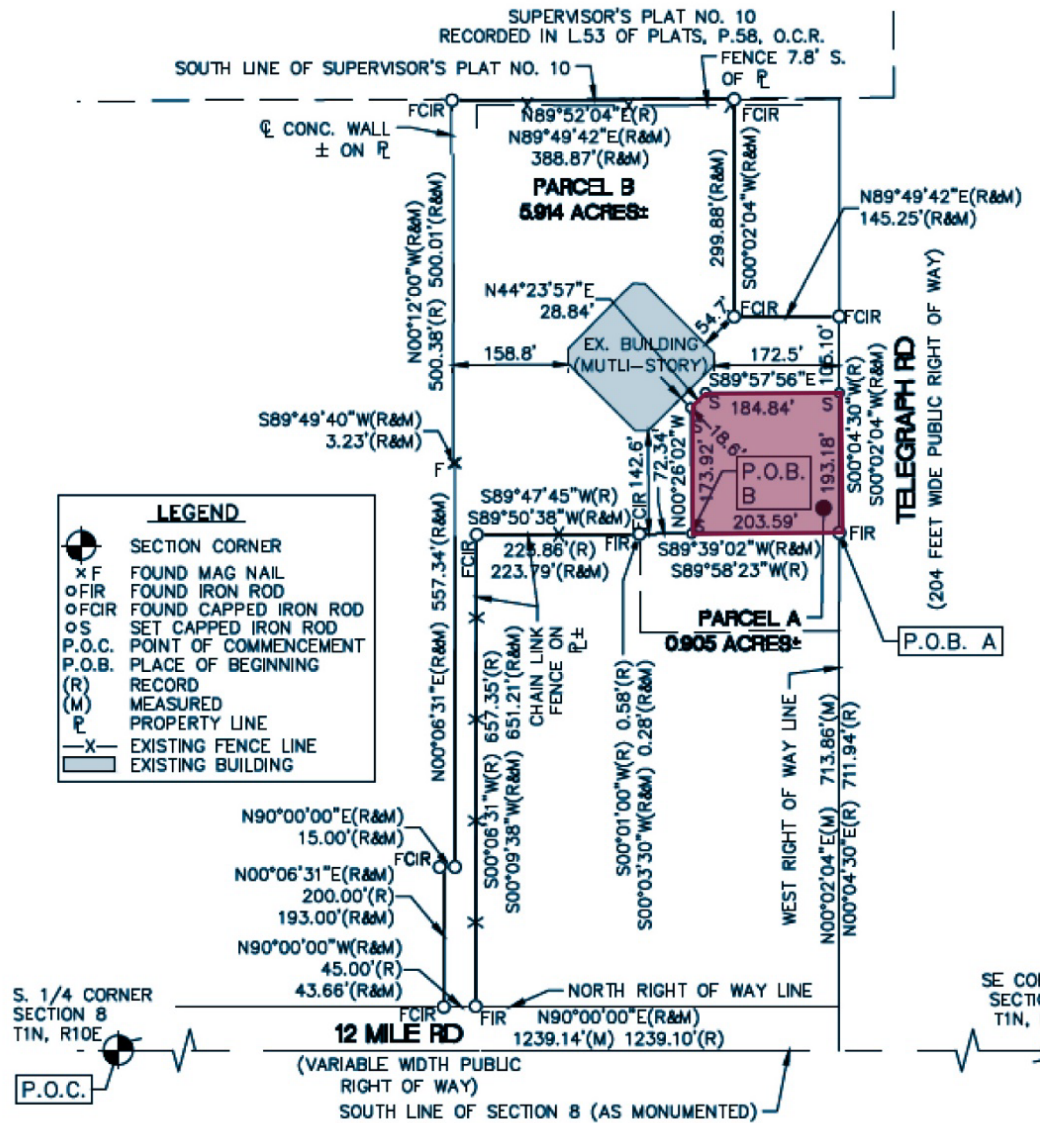 SUPERVISOR'S PLAT NO. 10
RECORDED IN L.53 OF PLATS, P.58, O.C.R.
SOUTH LINE OF SUPERVISOR'S PLAT NO. 10
FENCE 7.8' S.
OF ℄
FCIR
FCIR
N89°52'04"E(R)
N89°49'42"E(R&M)
388.87'(R&M)
℄ CONC. WALL
± ON ℄
PARCEL B
5.914 ACRES±
299.88'(R&M)
S00°02'04"W(R&M)
N89°49'42"E(R&M)
145.25'(R&M)
N00°12'00"W(R&M)
500.38'(R) 500.01'(R&M)
N44°23'57"E
28.84'
54.7'
FCIR
FCIR
158.8'
EX. BUILDING
(MUTLI-STORY)
172.5'
105.10'
S89°57'56"E
184.84'
S
S
S
18.6'
S00°04'30"W(R)
S00°02'04"W(R&M)
TELEGRAPH RD
(204 FEET WIDE PUBLIC RIGHT OF WAY)
S89°49'40"W(R&M)
3.23'(R&M)
F
142.6'
72.34'
N00°26'02"W
173.92'
P.O.B.
B
193.18'
S89°47'45"W(R)
S89°50'38"W(R&M)
225.86'(R)
223.79'(R&M)
FCIR
FCIR
FIR
S
203.59'
FIR
S89°39'02"W(R&M)
S89°58'23"W(R)
PARCEL A
0.905 ACRES±
P.O.B. A
LEGEND
SECTION CORNER
× F FOUND MAG NAIL
FIR FOUND IRON ROD
FCIR FOUND CAPPED IRON ROD
S SET CAPPED IRON ROD
P.O.C. POINT OF COMMENCEMENT
P.O.B. PLACE OF BEGINNING
(R) RECORD
(M) MEASURED
℄ PROPERTY LINE
—X— EXISTING FENCE LINE
EXISTING BUILDING
N00°06'31"E(R&M) 557.34'(R&M)
S00°06'31"W(R) 657.35'(R)
S00°09'38"W(R&M) 651.21'(R&M)
CHAIN LINK
FENCE ON
℄±
S00°01'00"W(R) 0.58'(R)
S00°03'30"W(R&M) 0.28'(R&M)
WEST RIGHT OF WAY LINE
N00°02'04"E(M) 713.86'(M)
N00°04'30"E(R) 711.94'(R)
N90°00'00"E(R&M)
15.00'(R&M)
FCIR
N00°06'31"E(R&M)
200.00'(R)
193.00'(R&M)
N90°00'00"W(R&M)
45.00'(R)
43.66'(R&M)
FCIR
FIR
NORTH RIGHT OF WAY LINE
S. 1/4 CORNER
SECTION 8
T1N, R10E
P.O.C.
12 MILE RD
(VARIABLE WIDTH PUBLIC
RIGHT OF WAY)
N90°00'00"E(R&M)
1239.14'(M) 1239.10'(R)
SOUTH LINE OF SECTION 8 (AS MONUMENTED)
SE
T1N,